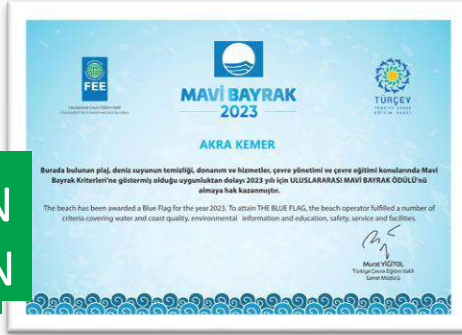 FEE
Uluslararası Çevre Eğitim Vakfı
Foundation for Environmental Education
MAVİ BAYRAK
2023
TÜRÇEV
TÜRKİYE ÇEVRE
EĞİTİM VAKFI
AKRA KEMER
Burada bulunan plaj, deniz suyunun temizliği, donanım ve hizmetler, çevre yönetimi ve çevre eğitimi konularında Mavi
Bayrak Kriterleri'ne göstermiş olduğu uygunluktan dolayı 2023 yılı için ULUSLARARASI MAVİ BAYRAK ÖDÜLÜ'nü
almaya hak kazanmıştır.
The beach has been awarded a Blue Flag for the year 2023. To attain THE BLUE FLAG, the beach operator fulfilled a number of
criteria covering water and coast quality, environmental information and education, safety, service and facilities.
Murat YİĞİTOL
Türkiye Çevre Eğitim Vakfı
Genel Müdürü
N
N